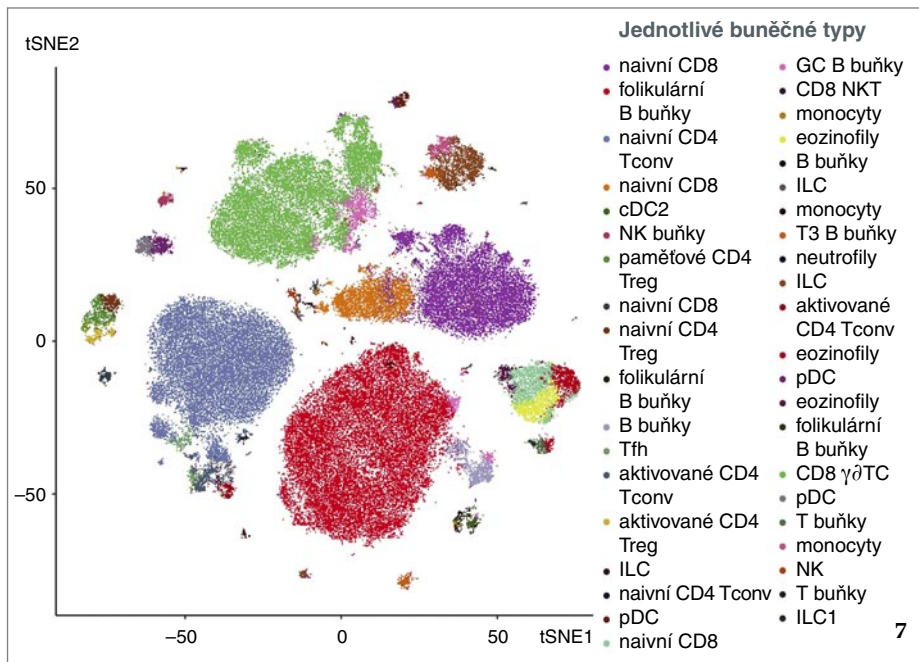 Jednotlivé buněčné typy
tSNE2
50
0
–50
–50
0
50
tSNE1
naivní CD8
folikulární
B buňky
naivní CD4
Tconv
naivní CD8
cDC2
NK buňky
paměťové CD4
Treg
naivní CD8
naivní CD4
Treg
folikulární
B buňky
B buňky
Tfh
aktivované CD4
Tconv
aktivované CD4
Treg
ILC
naivní CD4 Tconv
pDC
naivní CD8
GC B buňky
CD8 NKT
monocyty
eozinofily
B buňky
ILC
monocyty
T3 B buňky
neutrofily
ILC
aktivované
CD4 Tconv
eozinofily
pDC
eozinofily
folikulární
B buňky
CD8 γ∂TC
pDC
T buňky
monocyty
NK
T buňky
ILC1
7